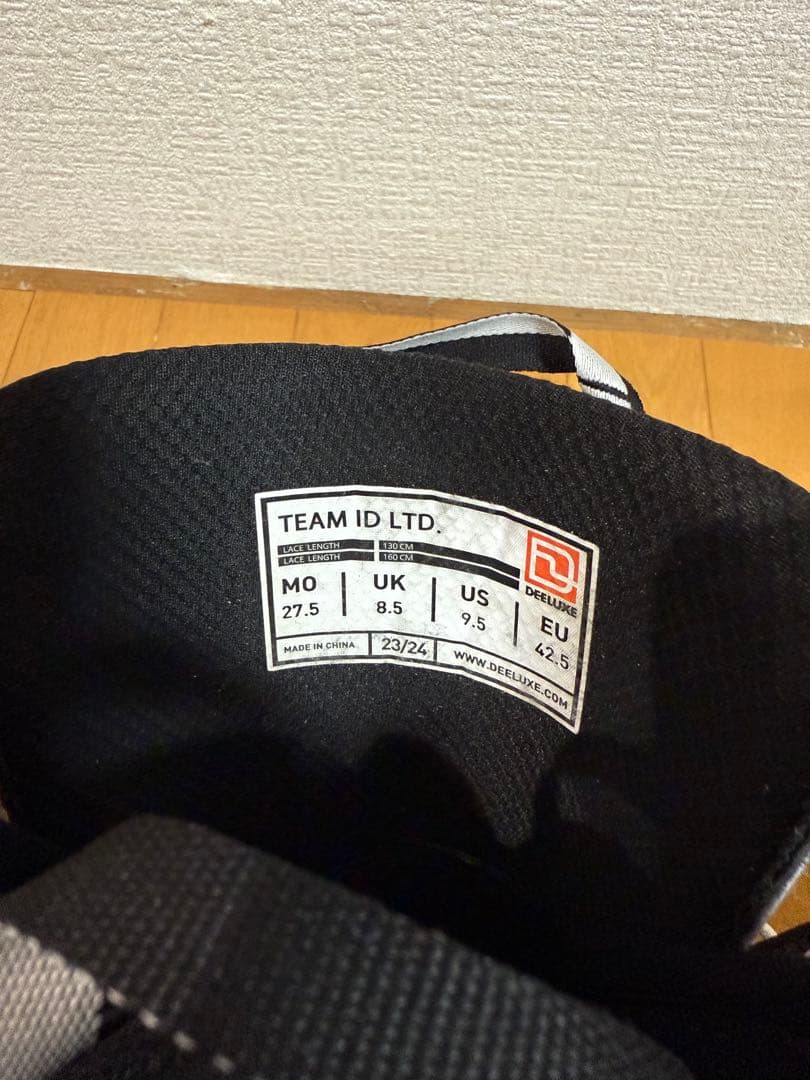 TEAM ID LTD.
LACE LENGTH 130 CM
LACE LENGTH 160 CM
DEELUXE
MO UK US EU
27.5 8.5 9.5 42.5
MADE IN CHINA 23/24 WWW.DEELUXE.COM